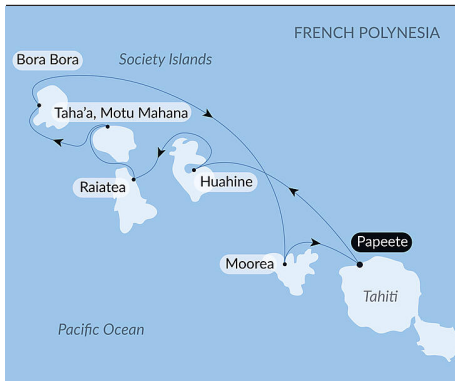 FRENCH POLYNESIA
Society Islands
Bora Bora
Taha'a, Motu Mahana
Raiatea
Huahine
Papeete
Moorea
Tahiti
Pacific Ocean